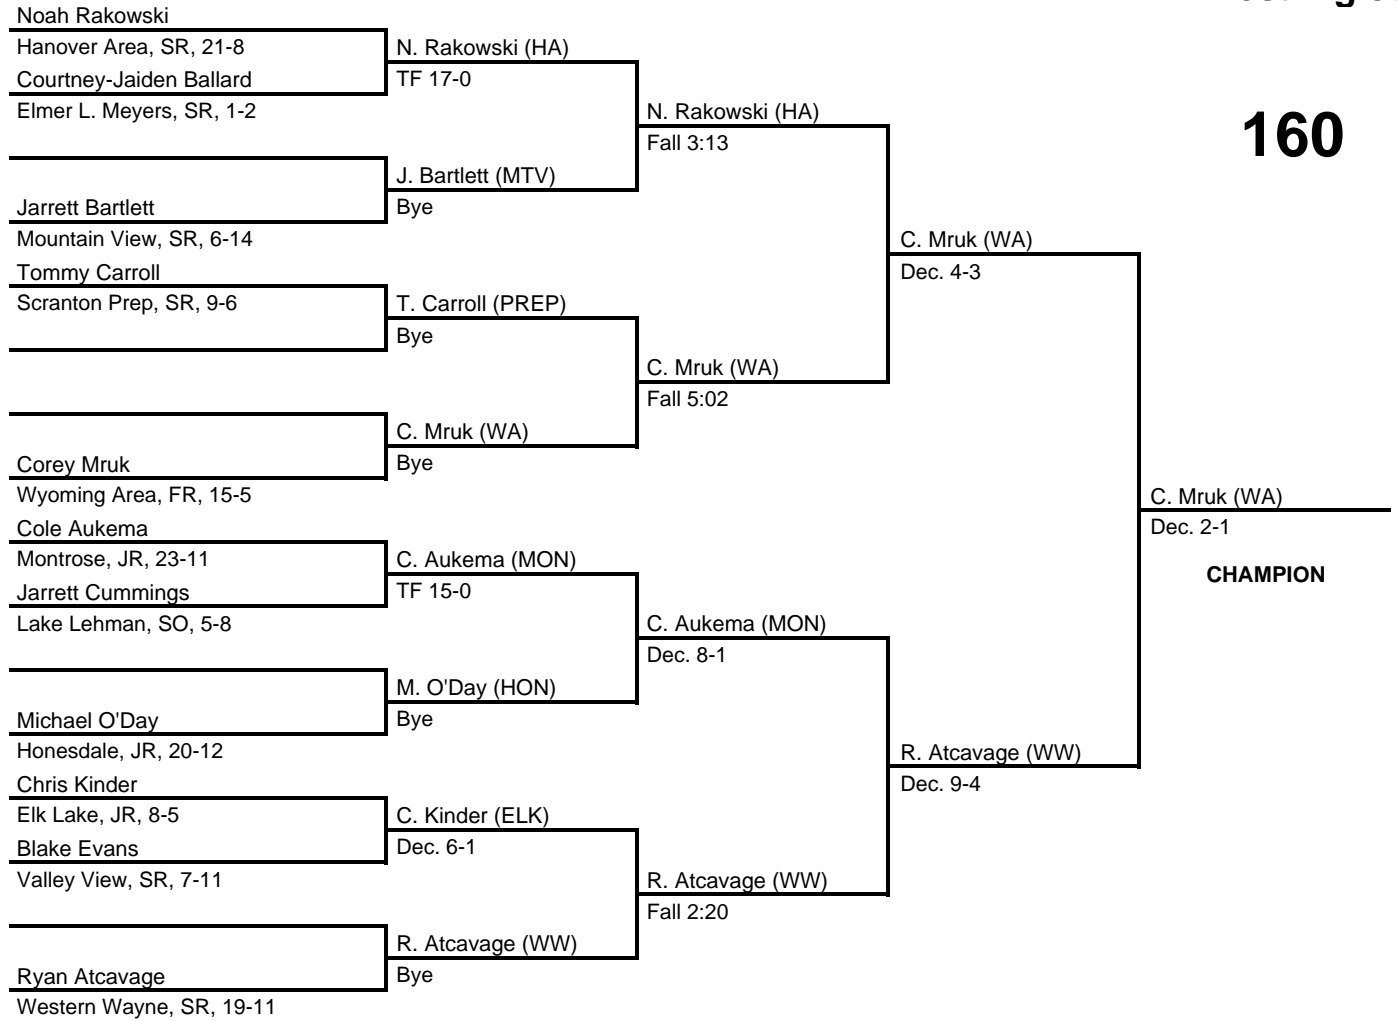 Noah Rakowski
Hanover Area, SR, 21-8
Courtney-Jaiden Ballard
Elmer L. Meyers, SR, 1-2
Jarrett Bartlett
Mountain View, SR, 6-14
Tommy Carroll
Scranton Prep, SR, 9-6
Corey Mruk
Wyoming Area, FR, 15-5
Cole Aukema
Montrose, JR, 23-11
Jarrett Cummings
Lake Lehman, SO, 5-8
Michael O'Day
Honesdale, JR, 20-12
Chris Kinder
Elk Lake, JR, 8-5
Blake Evans
Valley View, SR, 7-11
Ryan Atcavage
Western Wayne, SR, 19-11
N. Rakowski (HA)
TF 17-0
J. Bartlett (MTV)
Bye
T. Carroll (PREP)
Bye
C. Mruk (WA)
Bye
C. Aukema (MON)
TF 15-0
M. O'Day (HON)
Bye
C. Kinder (ELK)
Dec. 6-1
R. Atcavage (WW)
Bye
N. Rakowski (HA)
Fall 3:13
C. Mruk (WA)
Fall 5:02
C. Aukema (MON)
Dec. 8-1
R. Atcavage (WW)
Fall 2:20
C. Mruk (WA)
Dec. 4-3
R. Atcavage (WW)
Dec. 9-4
160
C. Mruk (WA)
Dec. 2-1
CHAMPION